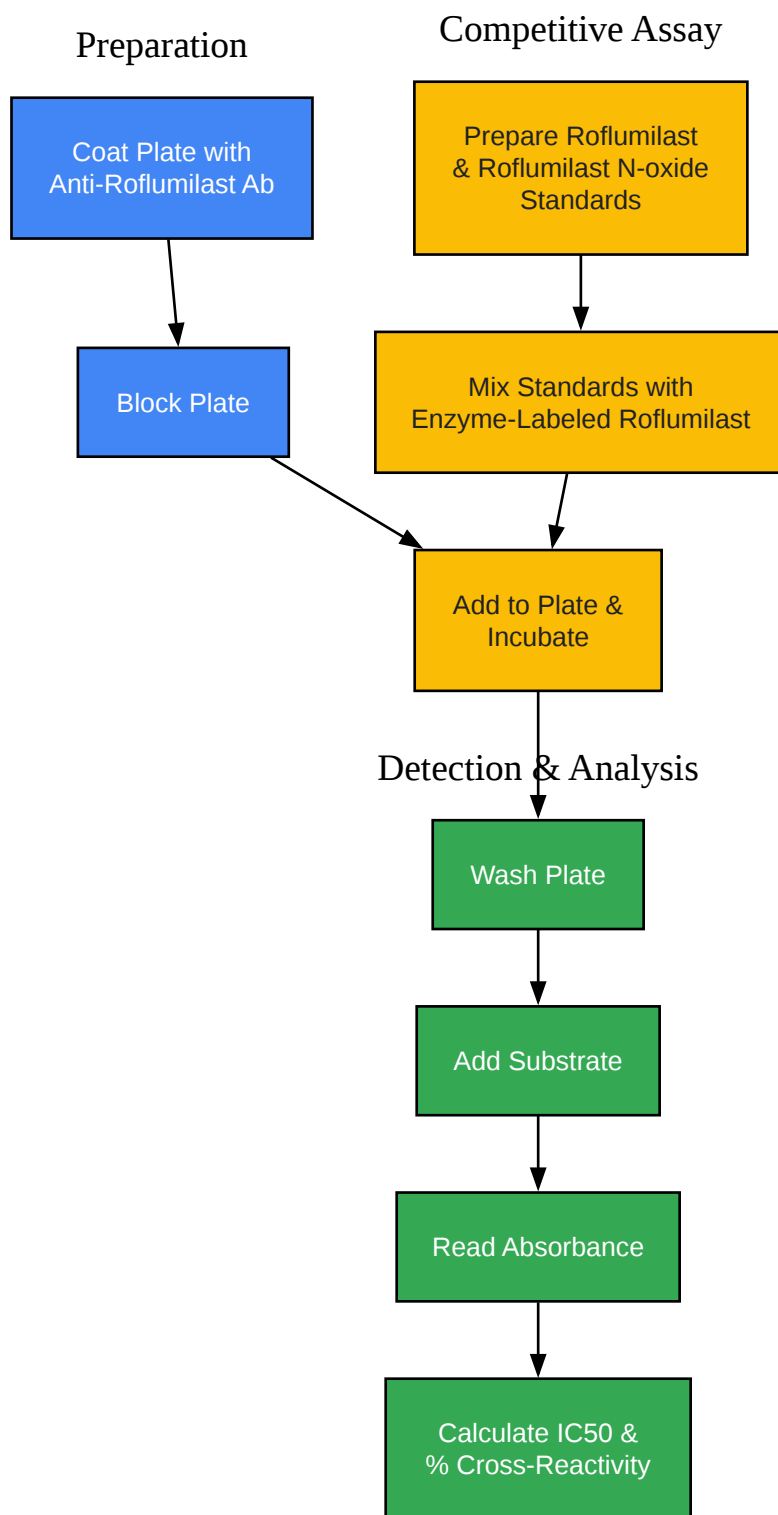 Preparation
Competitive Assay
Coat Plate with
Anti-Roflumilast Ab
Prepare Roflumilast
& Roflumilast N-oxide
Standards
Block Plate
Mix Standards with
Enzyme-Labeled Roflumilast
Add to Plate &
Incubate
Detection & Analysis
Wash Plate
Add Substrate
Read Absorbance
Calculate IC50 &
% Cross-Reactivity